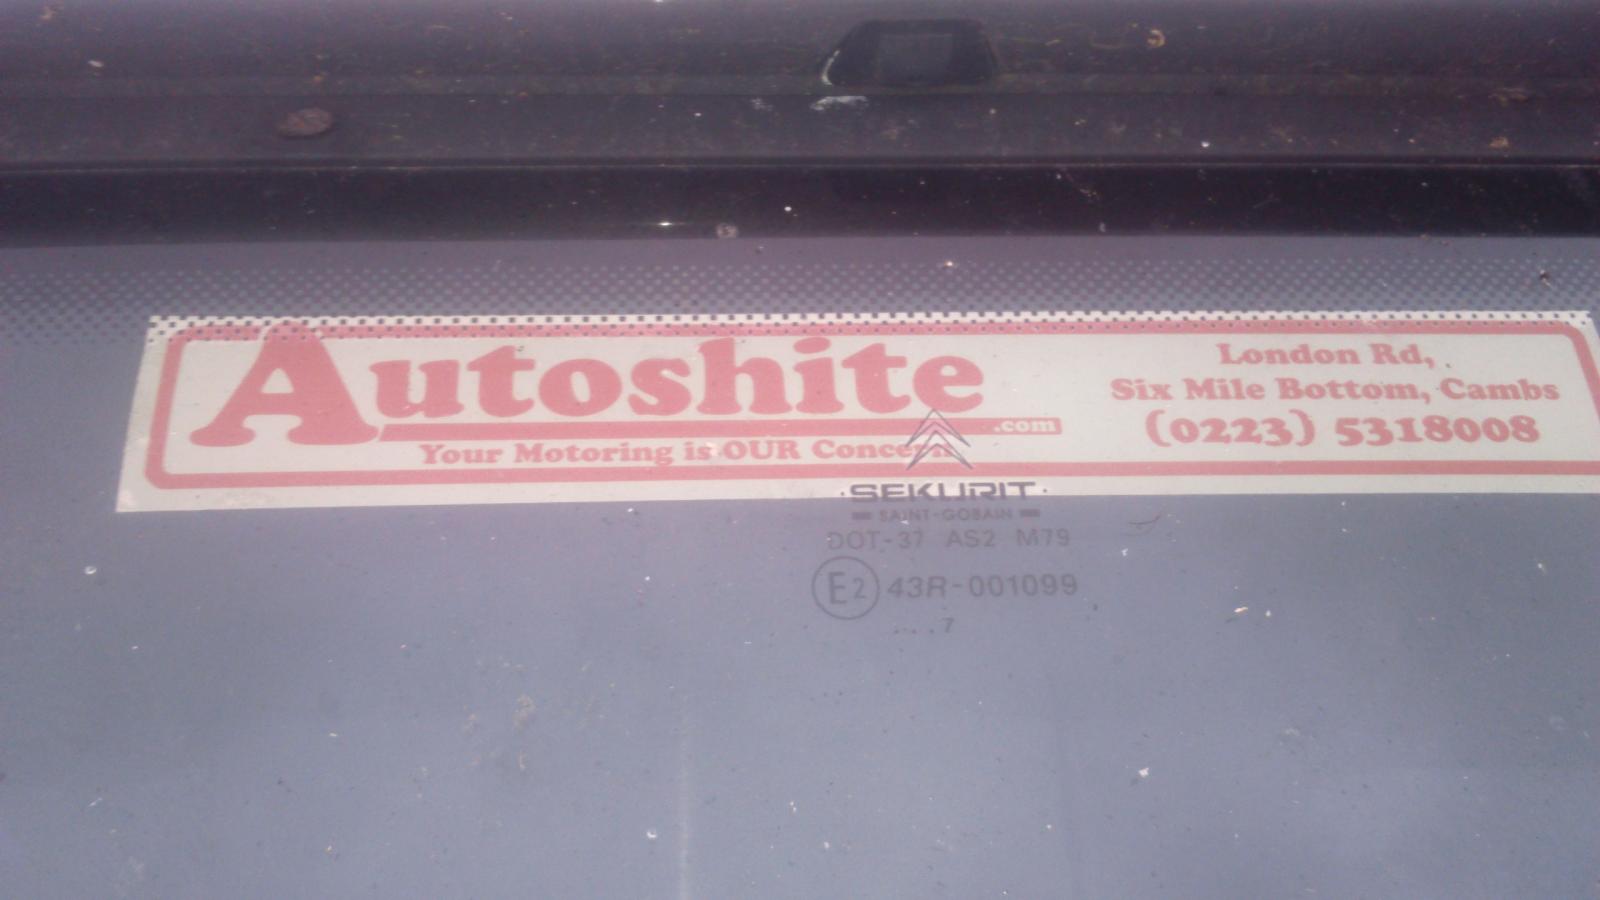 Autoshite
.com
Your Motoring is OUR Concern
London Rd,
Six Mile Bottom, Cambs
(0223) 5318008
SEKURIT
SAINT-GOBAIN
DOT-37 AS2 M79
E2 43R-001099
... .7